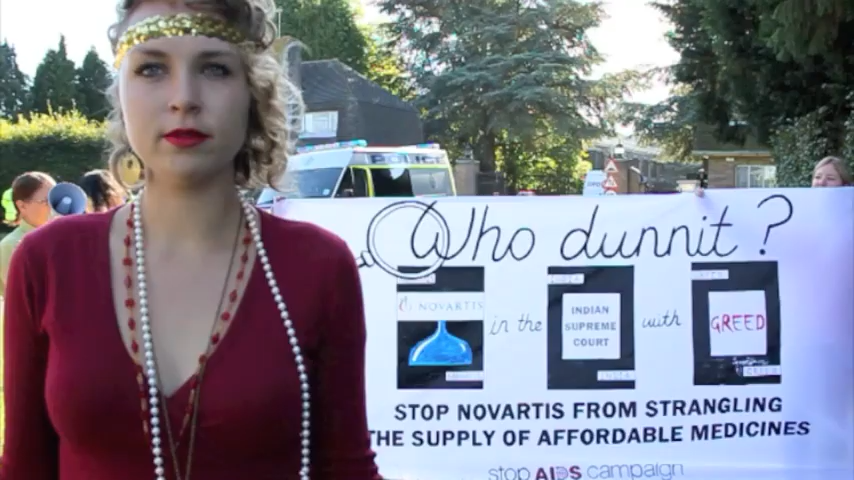 POLICE
Who dunnit?
NOVARTIS in the INDIAN SUPREME COURT with GREED
STOP NOVARTIS FROM STRANGLING
THE SUPPLY OF AFFORDABLE MEDICINES
stop AIDS campaign